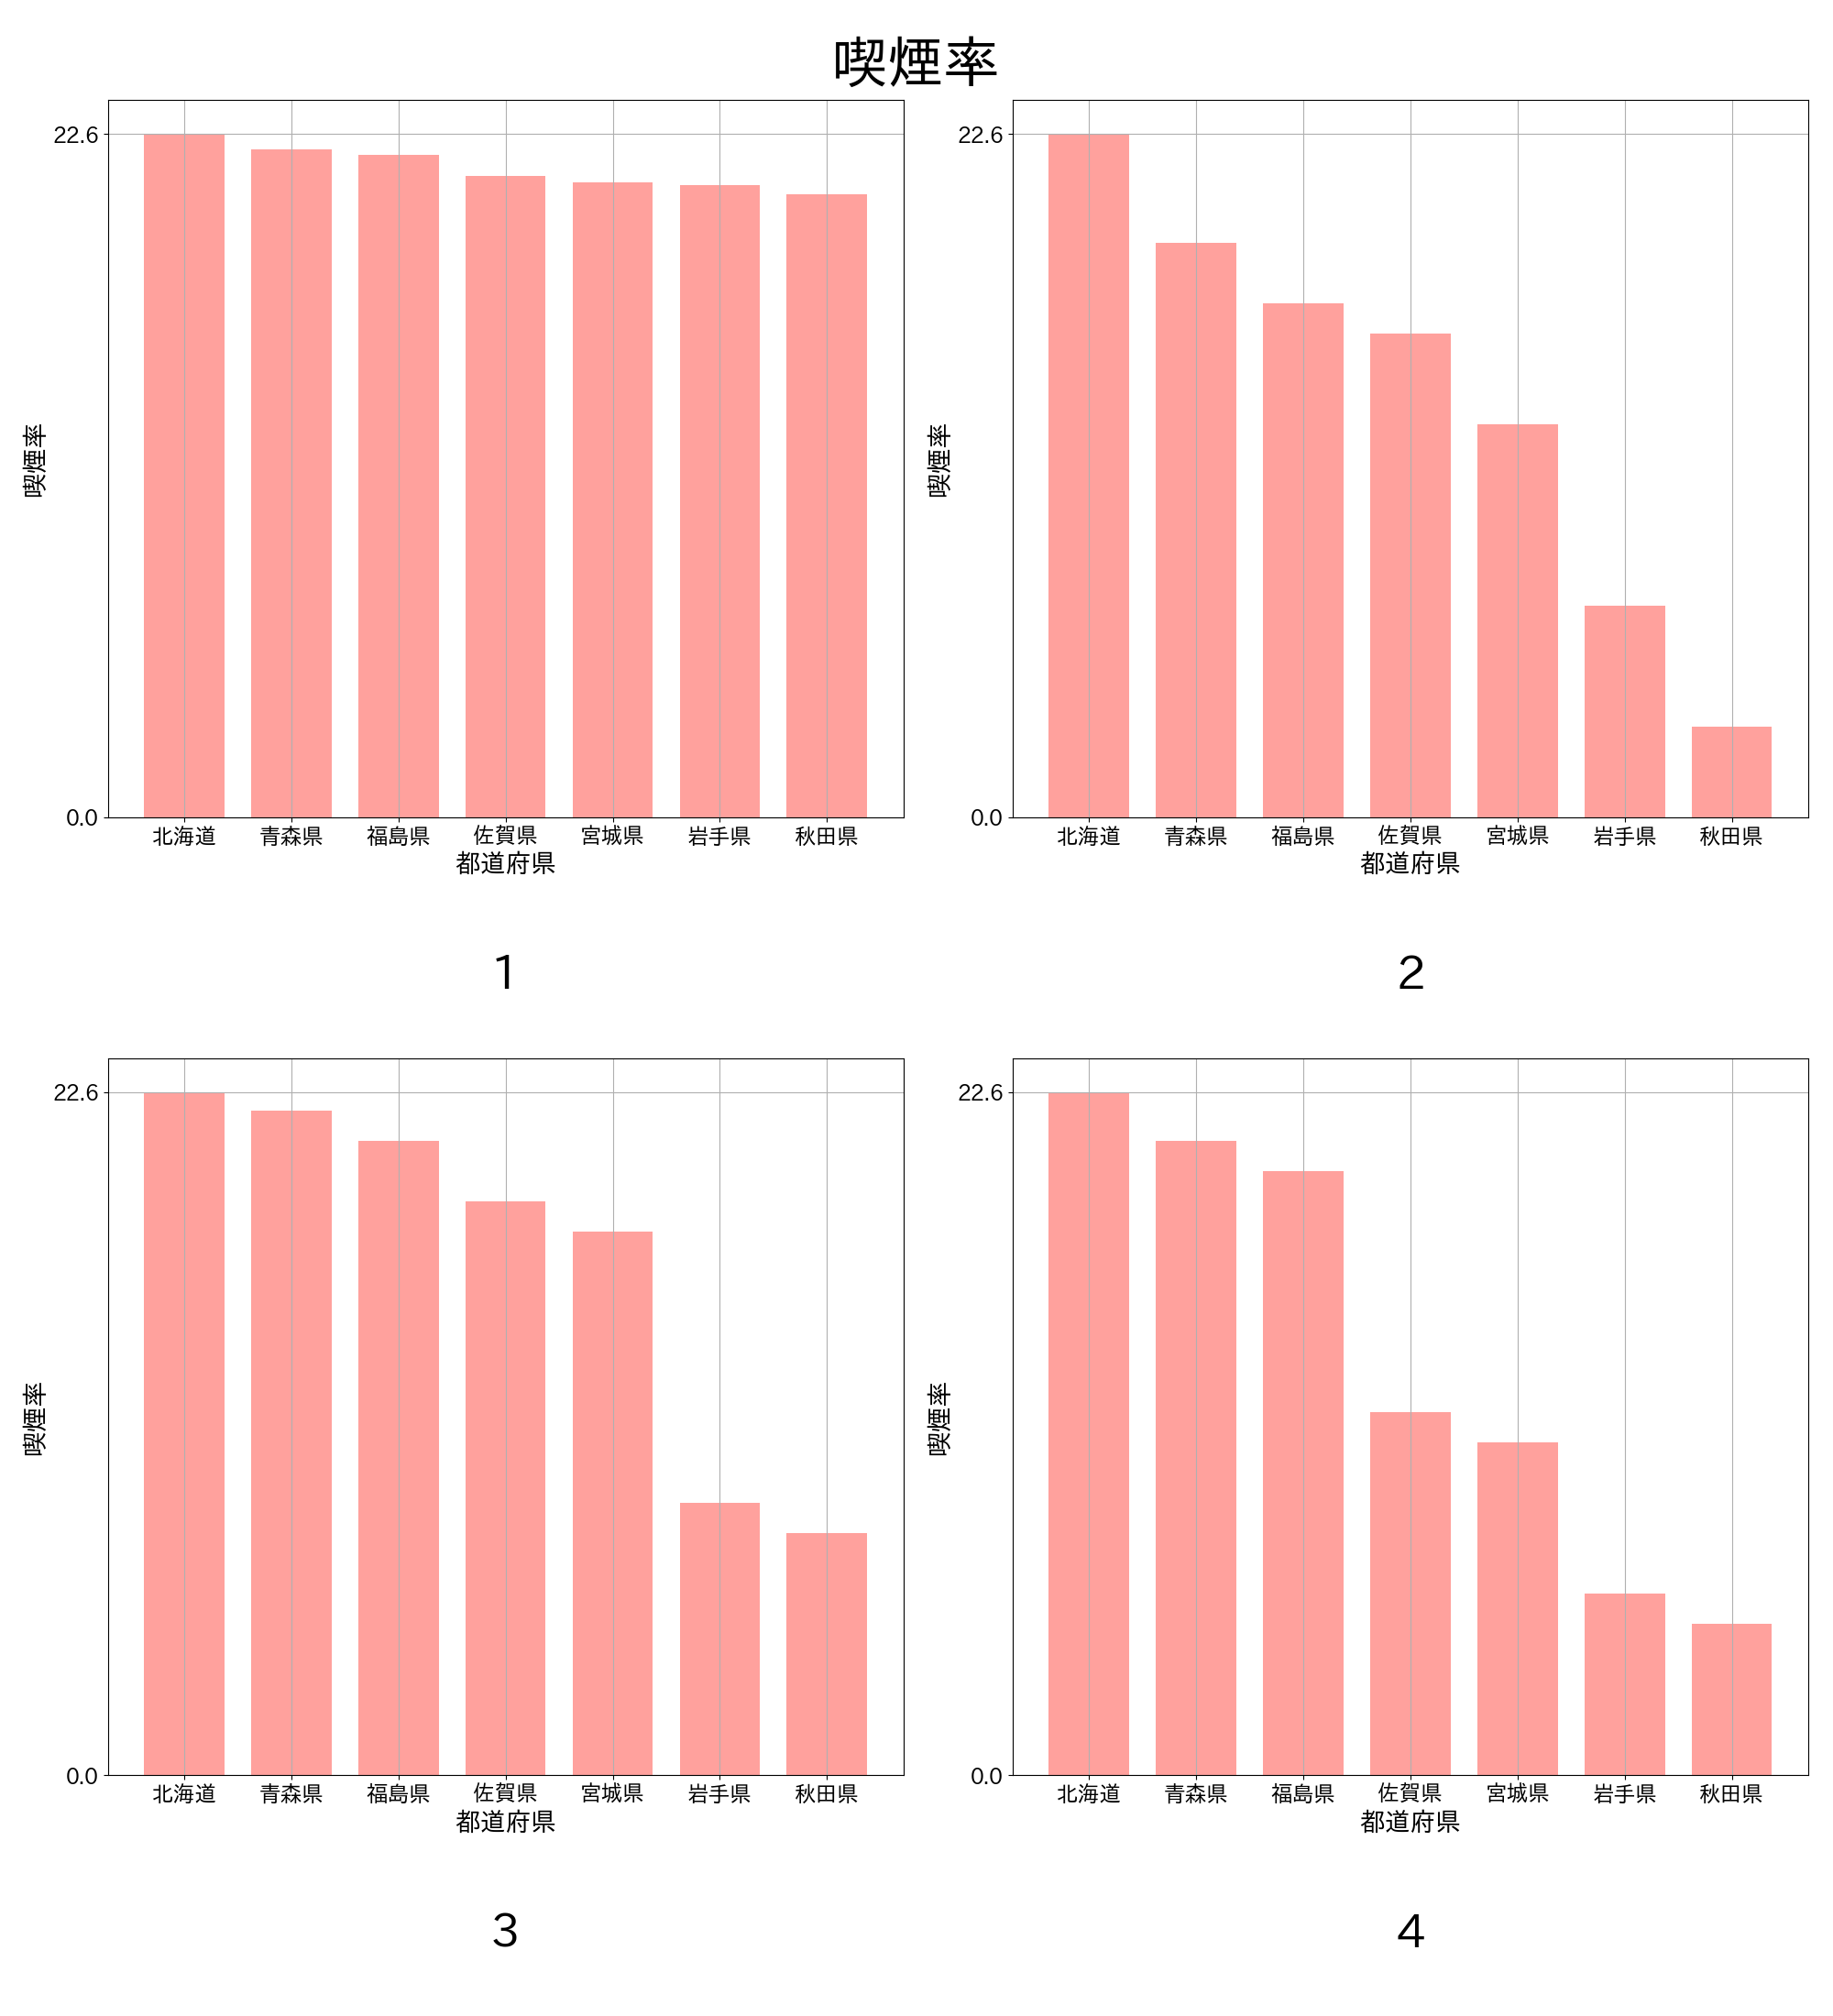 喫煙率
22.6
0.0
喫煙率
北海道 青森県 福島県 佐賀県 宮城県 岩手県 秋田県
都道府県
1
22.6
0.0
喫煙率
北海道 青森県 福島県 佐賀県 宮城県 岩手県 秋田県
都道府県
2
22.6
0.0
喫煙率
北海道 青森県 福島県 佐賀県 宮城県 岩手県 秋田県
都道府県
3
22.6
0.0
喫煙率
北海道 青森県 福島県 佐賀県 宮城県 岩手県 秋田県
都道府県
4